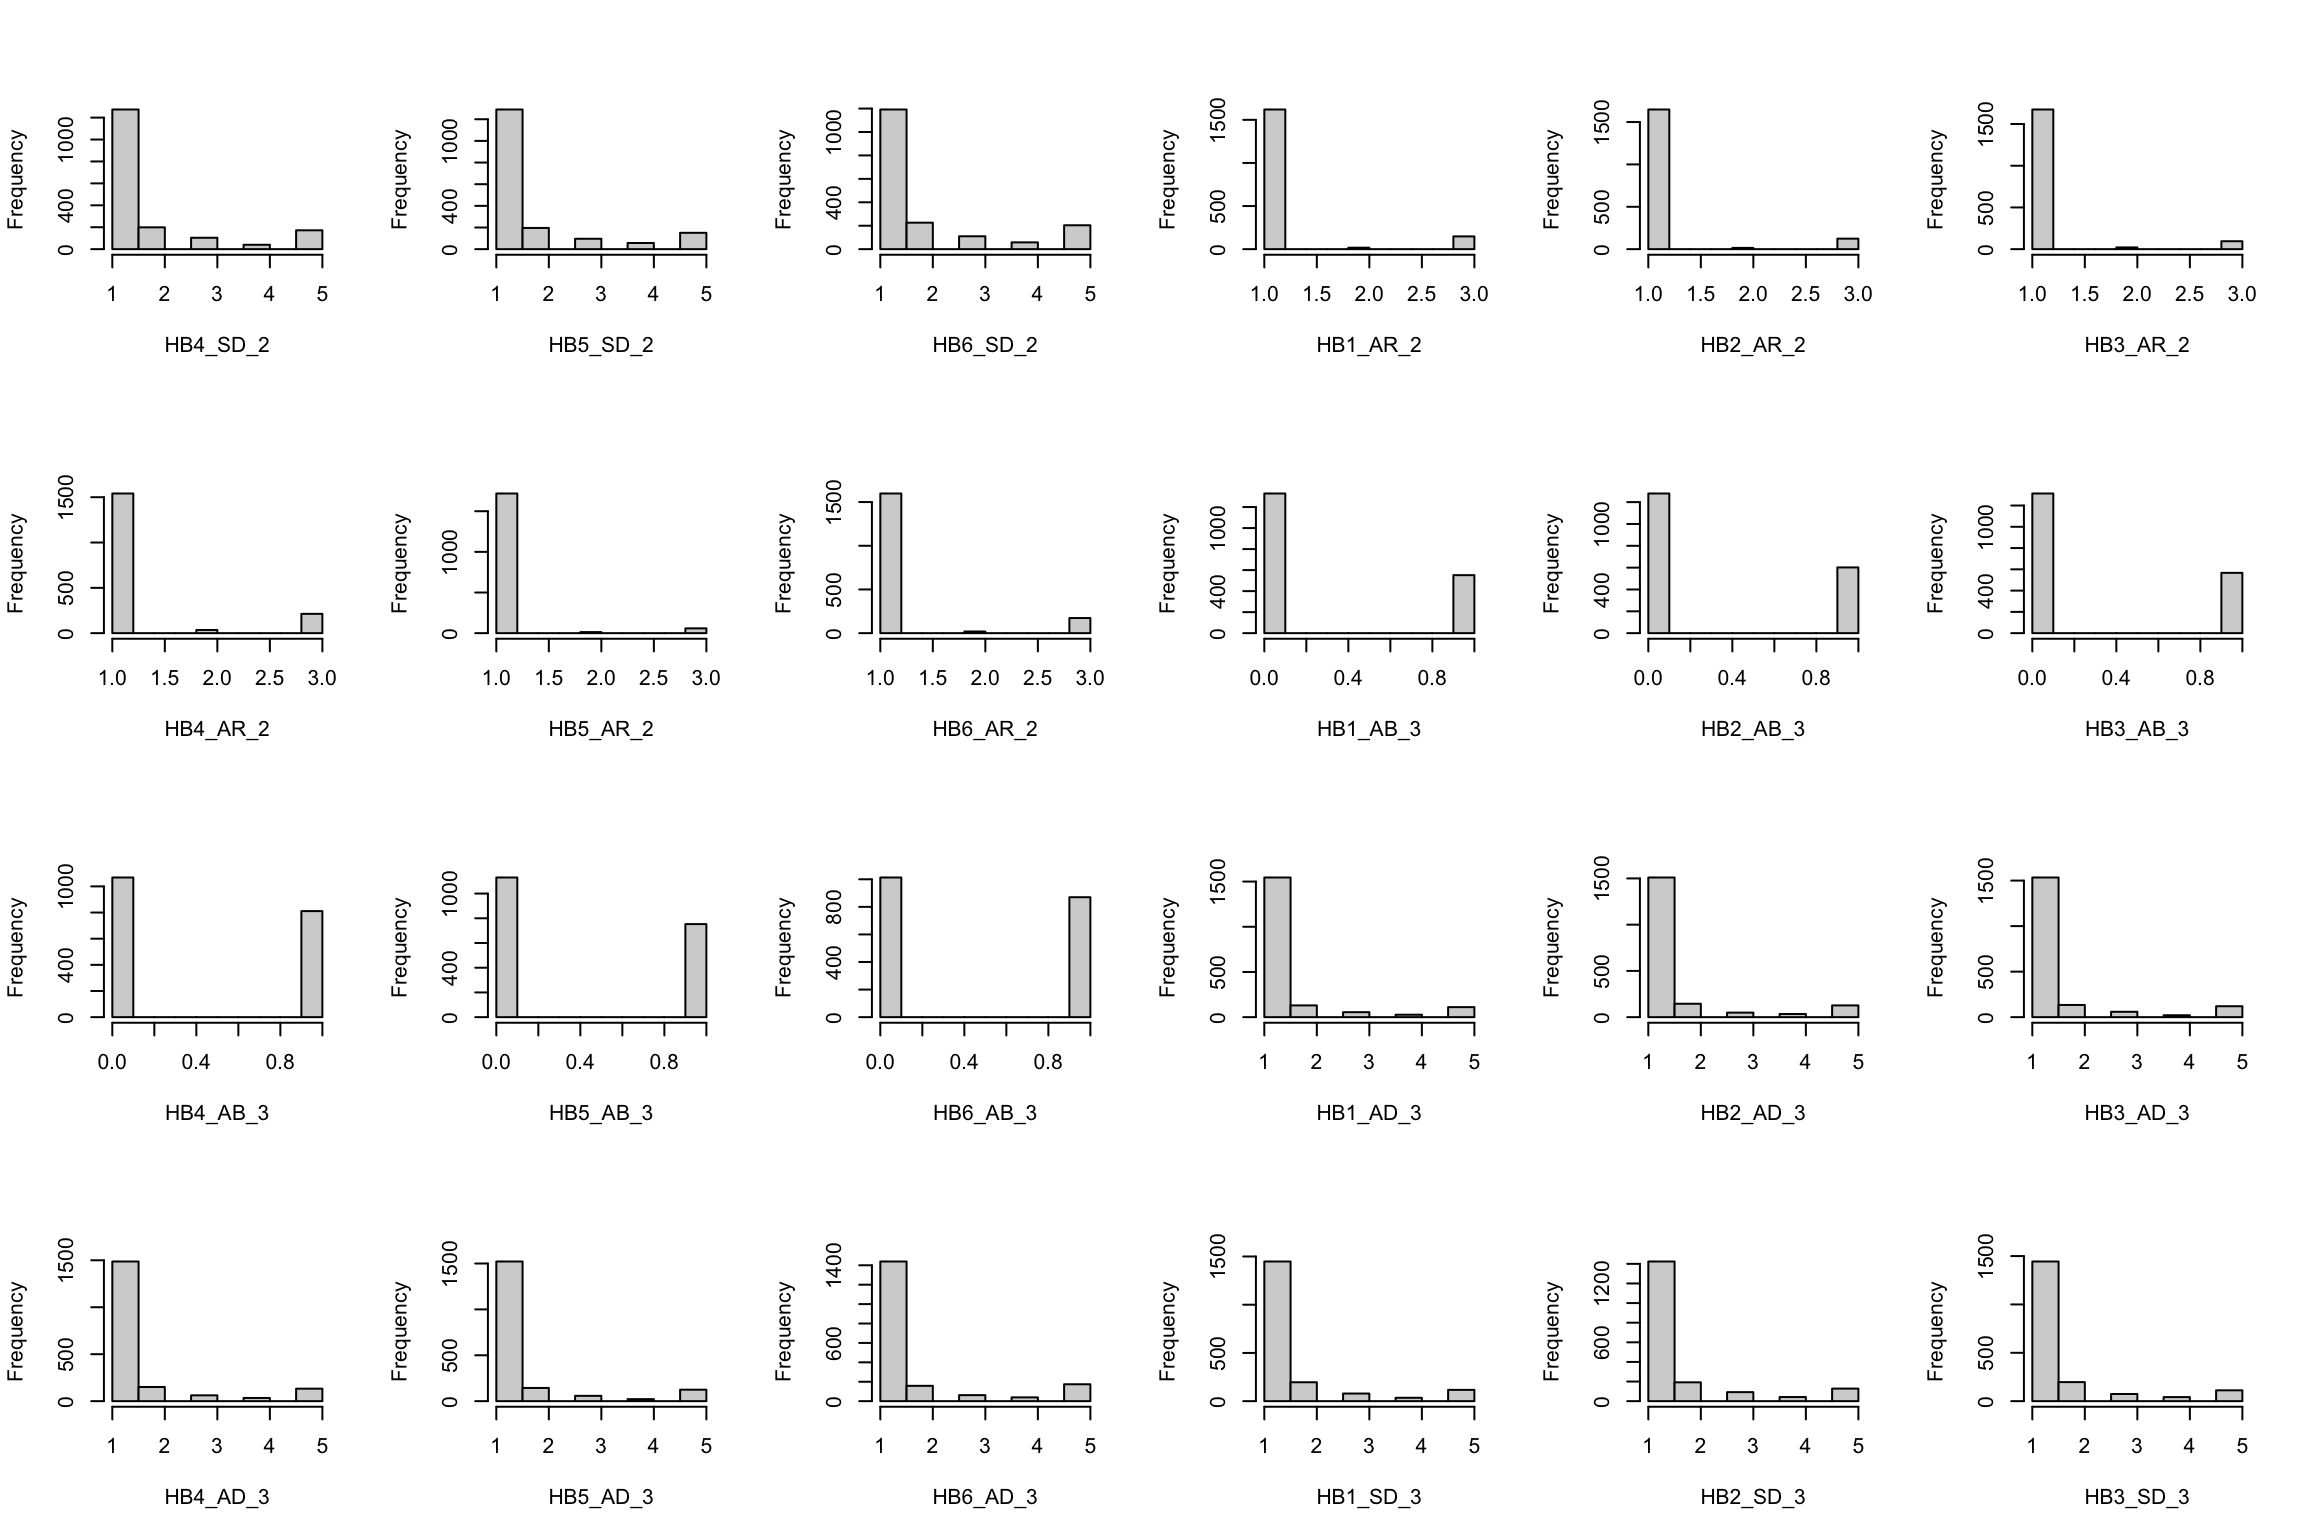 Frequency
0 400 1000
1 2 3 4 5
HB4_SD_2
Frequency
0 400 1000
1 2 3 4 5
HB5_SD_2
Frequency
0 400 1000
1 2 3 4 5
HB6_SD_2
Frequency
0 500 1500
1.0 1.5 2.0 2.5 3.0
HB1_AR_2
Frequency
0 500 1500
1.0 1.5 2.0 2.5 3.0
HB2_AR_2
Frequency
0 500 1500
1.0 1.5 2.0 2.5 3.0
HB3_AR_2
Frequency
0 500 1500
1.0 1.5 2.0 2.5 3.0
HB4_AR_2
Frequency
0 1000
1.0 1.5 2.0 2.5 3.0
HB5_AR_2
Frequency
0 500 1500
1.0 1.5 2.0 2.5 3.0
HB6_AR_2
Frequency
0 400 1000
0.0 0.4 0.8
HB1_AB_3
Frequency
0 400 1000
0.0 0.4 0.8
HB2_AB_3
Frequency
0 400 1000
0.0 0.4 0.8
HB3_AB_3
Frequency
0 400 1000
0.0 0.4 0.8
HB4_AB_3
Frequency
0 400 1000
0.0 0.4 0.8
HB5_AB_3
Frequency
0 400 800
0.0 0.4 0.8
HB6_AB_3
Frequency
0 500 1500
1 2 3 4 5
HB1_AD_3
Frequency
0 500 1500
1 2 3 4 5
HB2_AD_3
Frequency
0 500 1500
1 2 3 4 5
HB3_AD_3
Frequency
0 500 1500
1 2 3 4 5
HB4_AD_3
Frequency
0 500 1500
1 2 3 4 5
HB5_AD_3
Frequency
0 600 1400
1 2 3 4 5
HB6_AD_3
Frequency
0 500 1500
1 2 3 4 5
HB1_SD_3
Frequency
0 600 1200
1 2 3 4 5
HB2_SD_3
Frequency
0 500 1500
1 2 3 4 5
HB3_SD_3